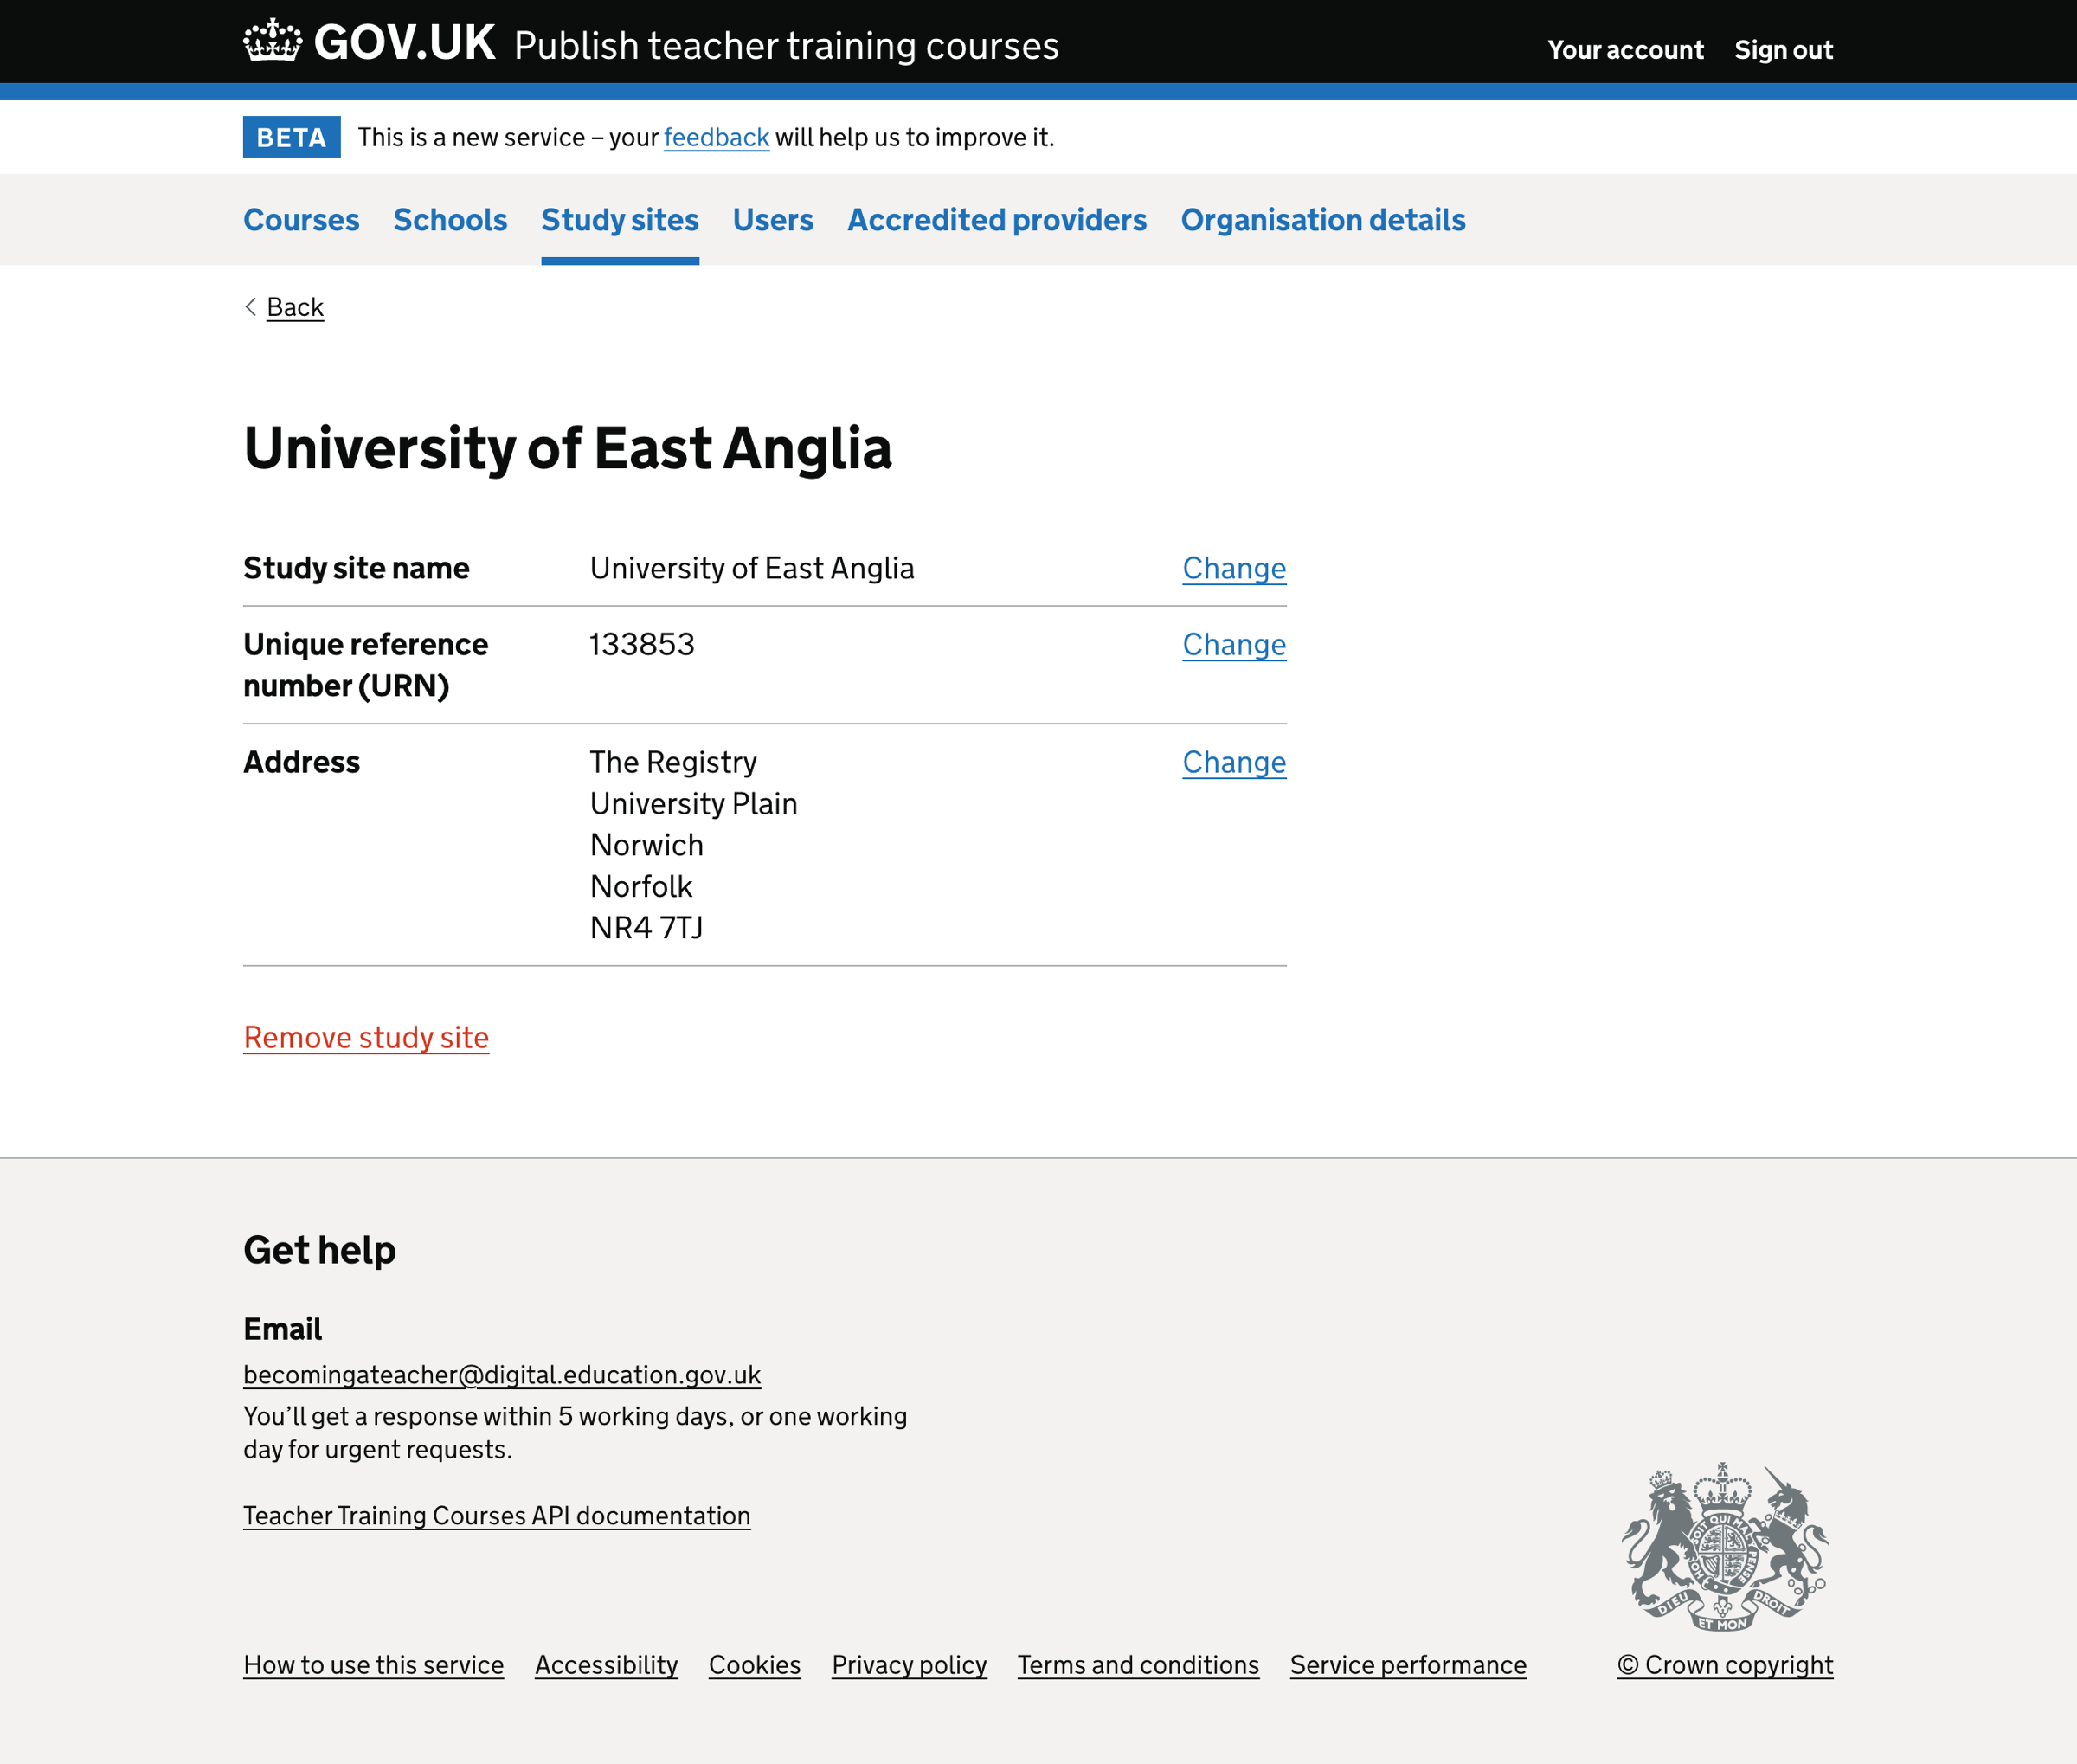 GOV.UK Publish teacher training courses
Your account Sign out
BETA This is a new service – your feedback will help us to improve it.
Courses Schools Study sites Users Accredited providers Organisation details
Back
University of East Anglia
Study site name University of East Anglia Change
Unique reference number (URN) 133853 Change
Address The Registry Change
University Plain
Norwich
Norfolk
NR4 7TJ
Remove study site
Get help
Email
becomingateacher@digital.education.gov.uk
You’ll get a response within 5 working days, or one working
day for urgent requests.
Teacher Training Courses API documentation
SOIT QUI MAL PENSE HO
DIEU ET MON DROIT
How to use this service Accessibility Cookies Privacy policy Terms and conditions Service performance © Crown copyright